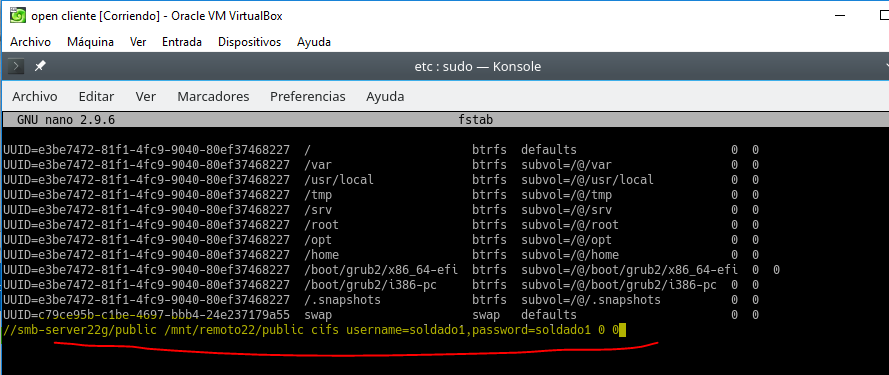 open cliente [Corriendo] - Oracle VM VirtualBox
Archivo Máquina Ver Entrada Dispositivos Ayuda
etc : sudo — Konsole
Archivo Editar Ver Marcadores Preferencias Ayuda
GNU nano 2.9.6 fstab
UUID=e3be7472-81f1-4fc9-9040-80ef37468227 / btrfs defaults 0 0
UUID=e3be7472-81f1-4fc9-9040-80ef37468227 /var btrfs subvol=/@/var 0 0
UUID=e3be7472-81f1-4fc9-9040-80ef37468227 /usr/local btrfs subvol=/@/usr/local 0 0
UUID=e3be7472-81f1-4fc9-9040-80ef37468227 /tmp btrfs subvol=/@/tmp 0 0
UUID=e3be7472-81f1-4fc9-9040-80ef37468227 /srv btrfs subvol=/@/srv 0 0
UUID=e3be7472-81f1-4fc9-9040-80ef37468227 /root btrfs subvol=/@/root 0 0
UUID=e3be7472-81f1-4fc9-9040-80ef37468227 /opt btrfs subvol=/@/opt 0 0
UUID=e3be7472-81f1-4fc9-9040-80ef37468227 /home btrfs subvol=/@/home 0 0
UUID=e3be7472-81f1-4fc9-9040-80ef37468227 /boot/grub2/x86_64-efi btrfs subvol=/@/boot/grub2/x86_64-efi 0 0
UUID=e3be7472-81f1-4fc9-9040-80ef37468227 /boot/grub2/i386-pc btrfs subvol=/@/boot/grub2/i386-pc 0 0
UUID=e3be7472-81f1-4fc9-9040-80ef37468227 /.snapshots btrfs subvol=/@/.snapshots 0 0
UUID=c79ce95b-c1be-4697-bbb4-24e237179a55 swap swap defaults 0 0
//smb-server22g/public /mnt/remoto22/public cifs username=soldado1,password=soldado1 0 0